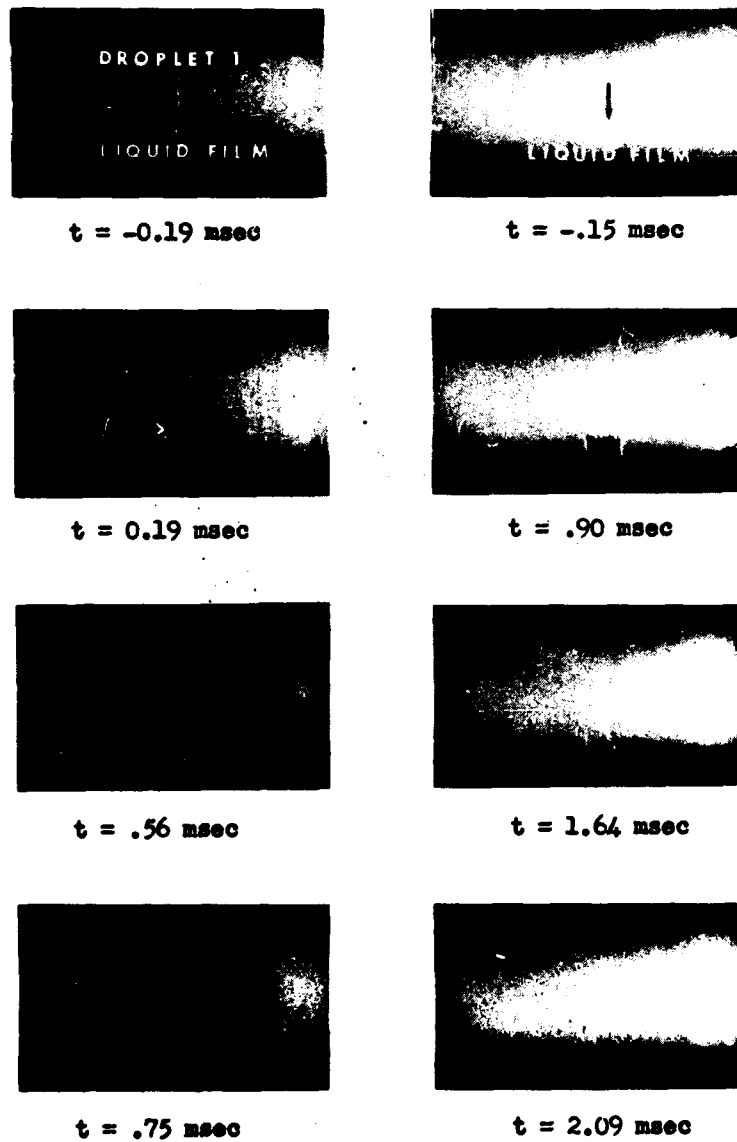 DROPLET 1
LIQUID FILM
LIQUID FILM
t = -0.19 msec
t = -.15 msec
t = 0.19 msec
t = .90 msec
t = .56 msec
t = 1.64 msec
t = .75 msec
t = 2.09 msec